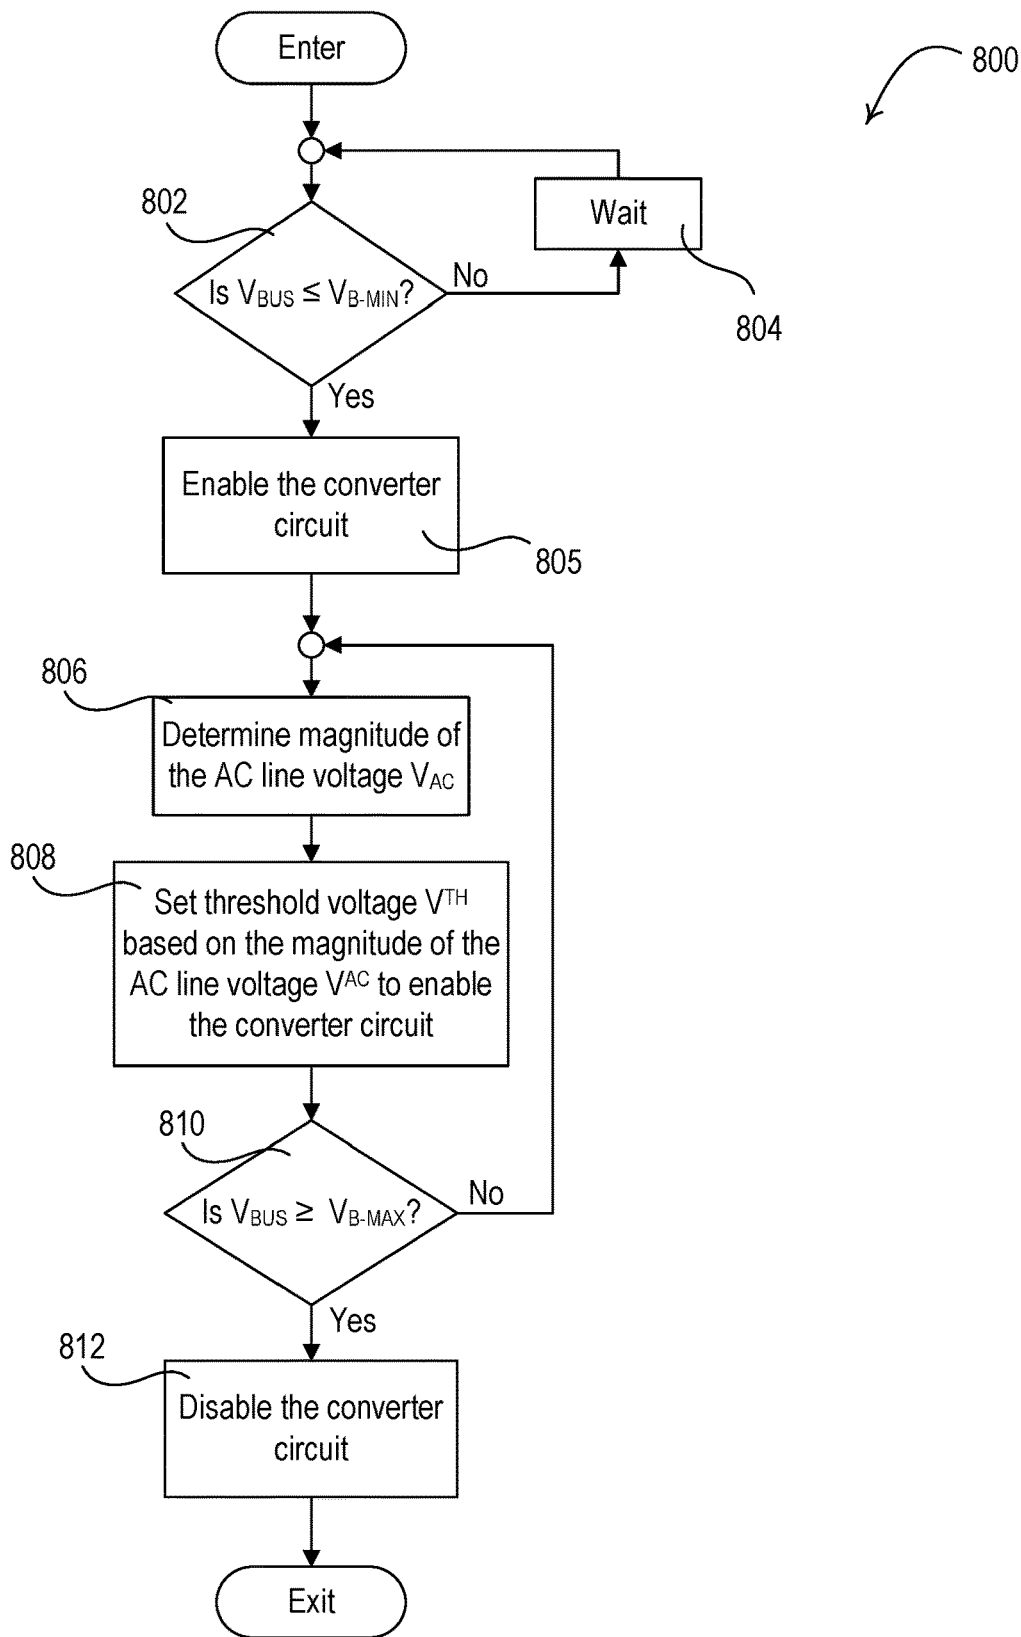 Enter
800
802
Wait
Is VBUS ≤ VB-MIN?
No
804
Yes
Enable the converter
circuit
805
806
Determine magnitude of
the AC line voltage VAC
808
Set threshold voltage VTH
based on the magnitude of the
AC line voltage VAC to enable
the converter circuit
810
No
Is VBUS ≥ VB-MAX?
Yes
812
Disable the converter
circuit
Exit